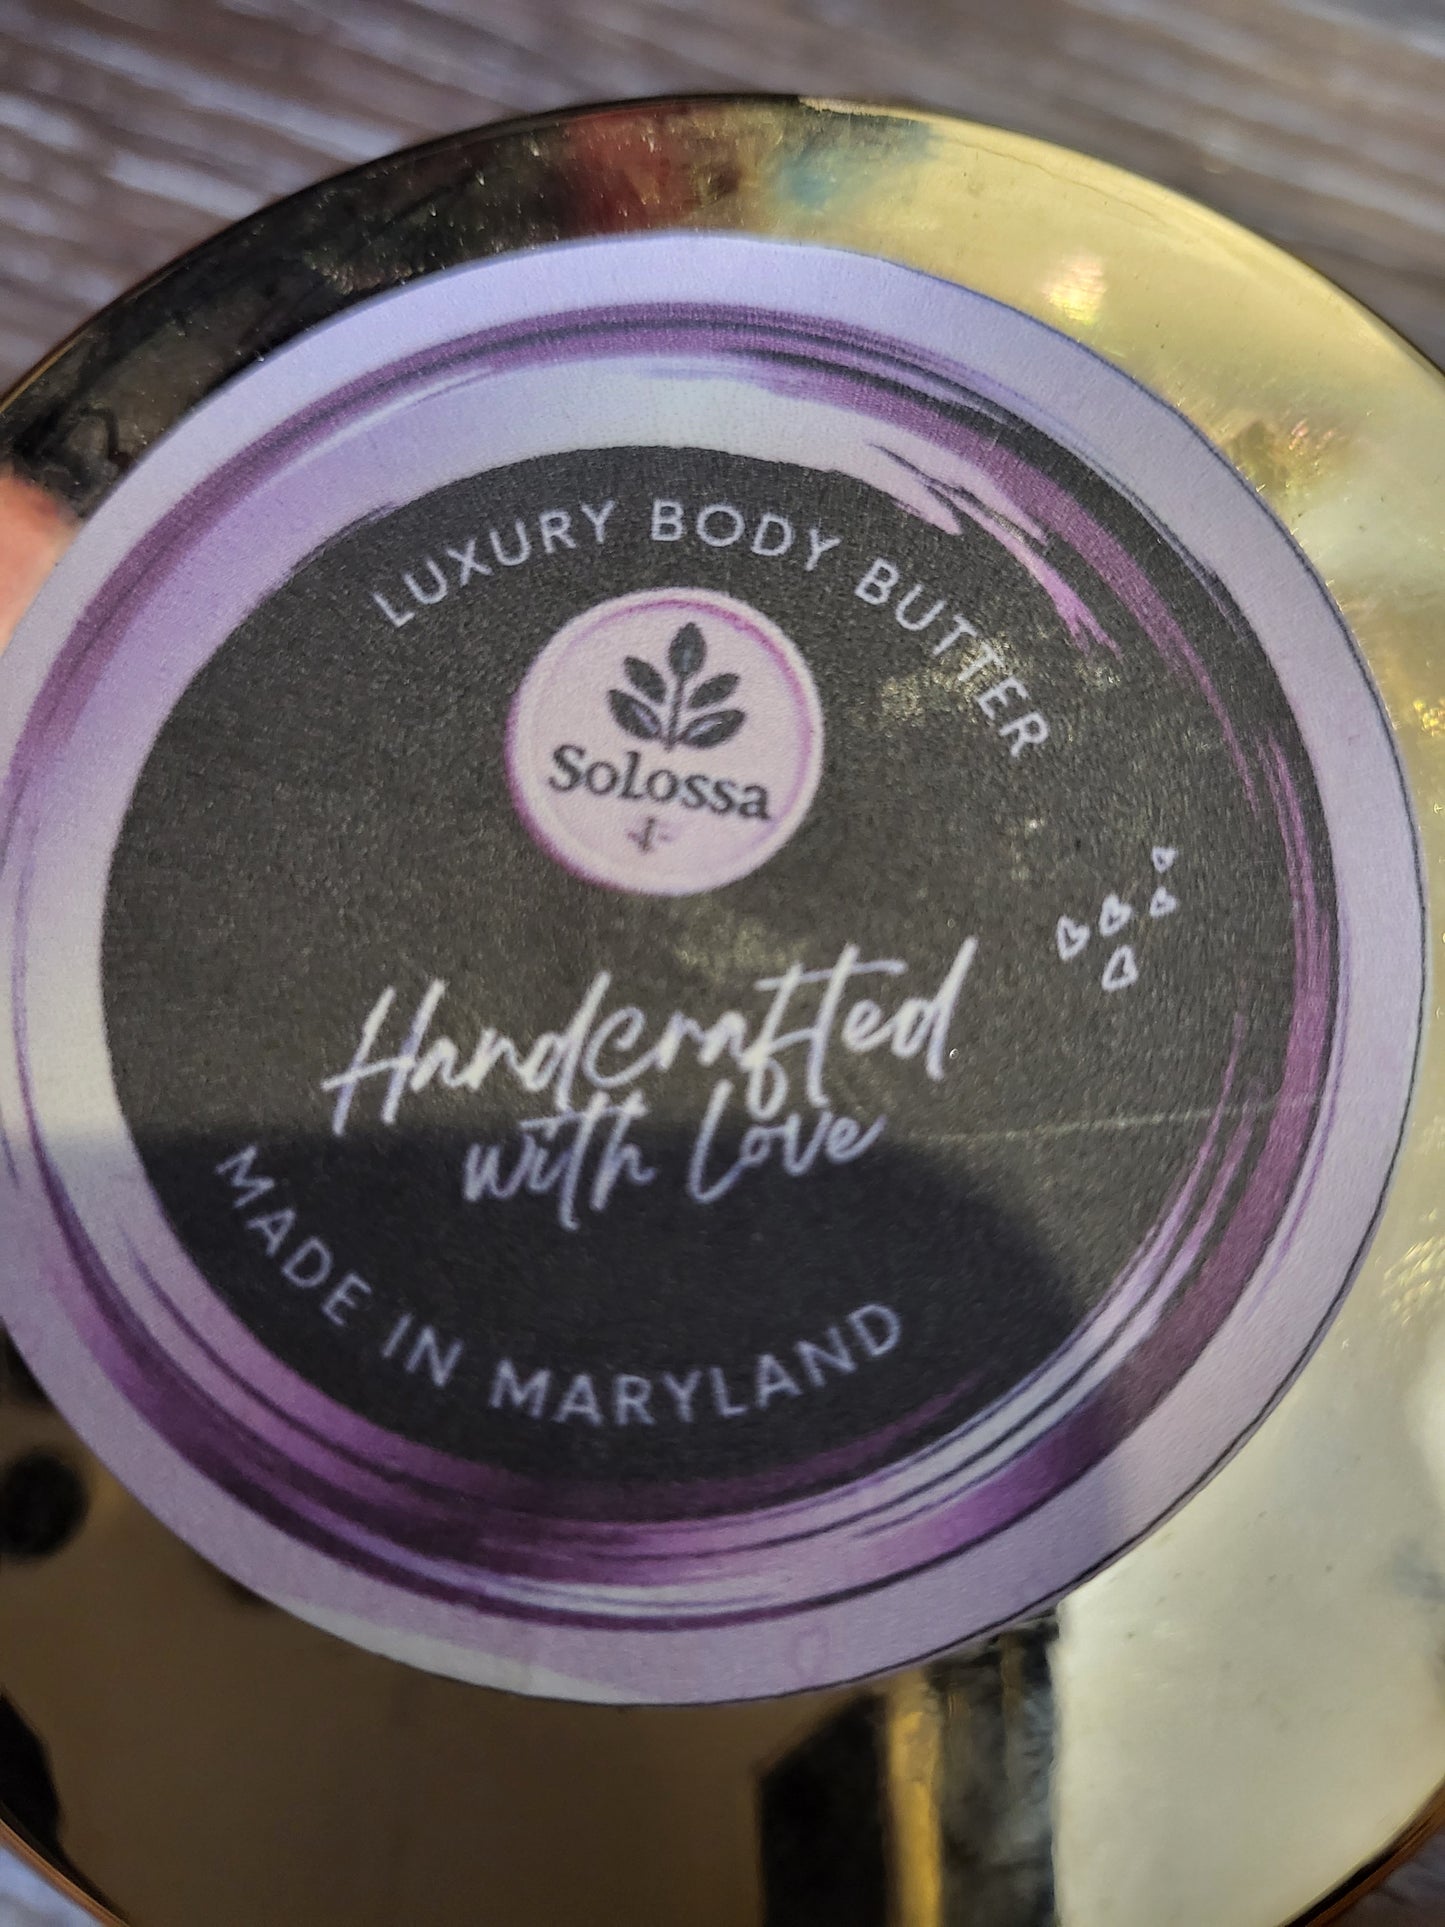 LUXURY BODY BUTTER
Solossa
Handcrafted
with Love
MADE IN MARYLAND